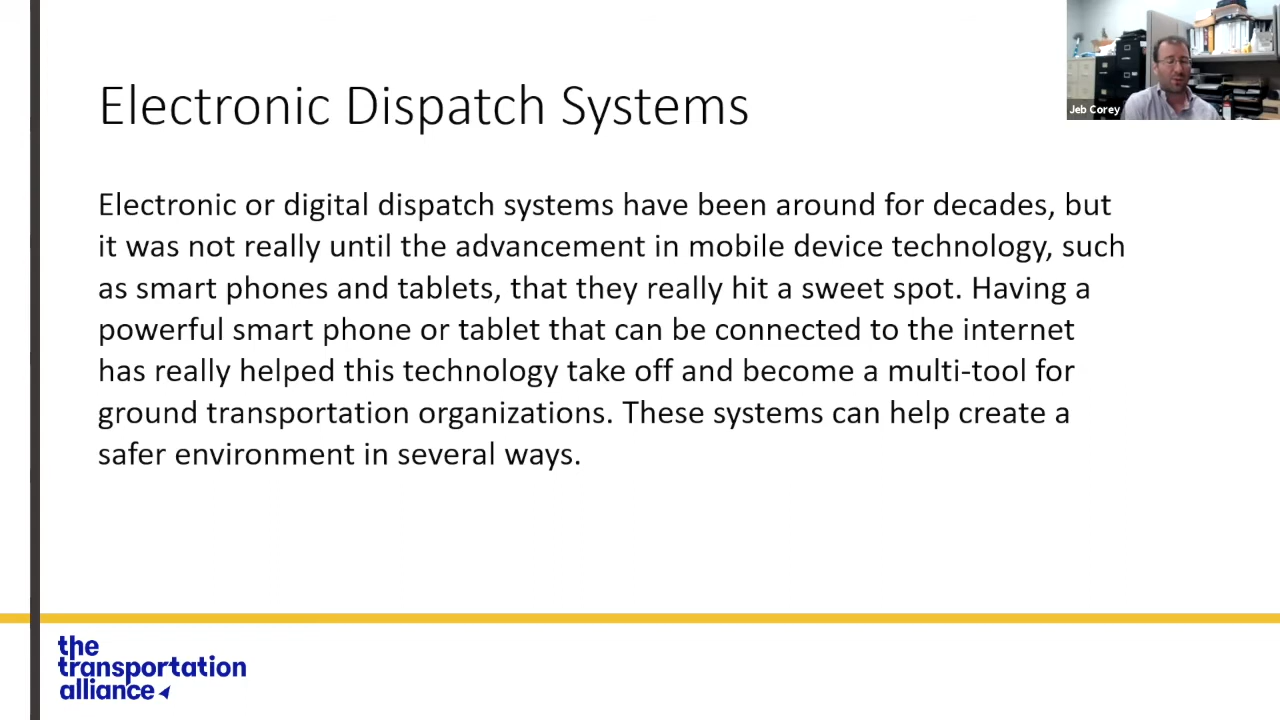 Electronic Dispatch Systems
Jeb Corey
Electronic or digital dispatch systems have been around for decades, but
it was not really until the advancement in mobile device technology, such
as smart phones and tablets, that they really hit a sweet spot. Having a
powerful smart phone or tablet that can be connected to the internet
has really helped this technology take off and become a multi-tool for
ground transportation organizations. These systems can help create a
safer environment in several ways.
the
transportation
alliance